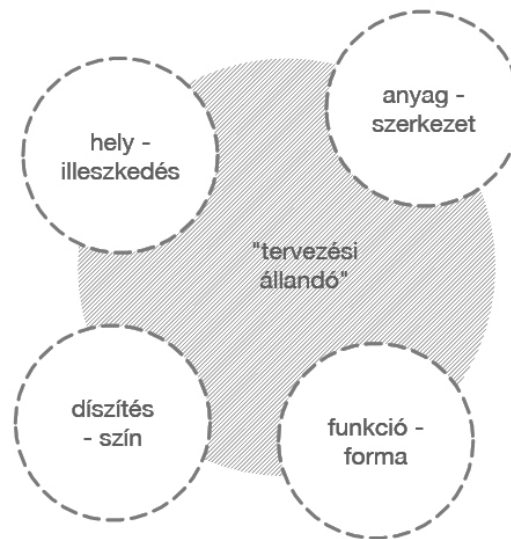 anyag -
szerkezet
hely -
illeszkedés
"tervezési
állandó"
díszítés
- szín
funkció -
forma